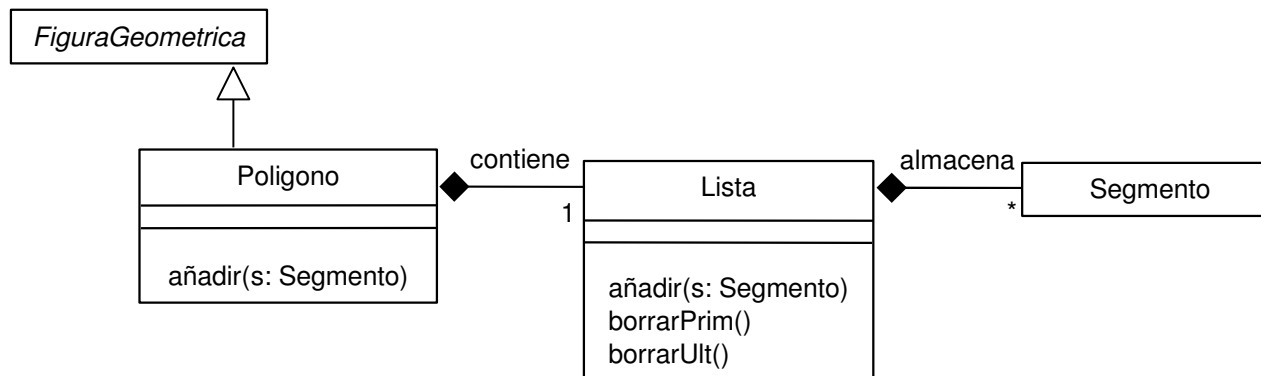 FiguraGeometrica
Poligono
añadir(s: Segmento)
contiene
1
Lista
añadir(s: Segmento)
borrarPrim()
borrarUlt()
almacena
*
Segmento